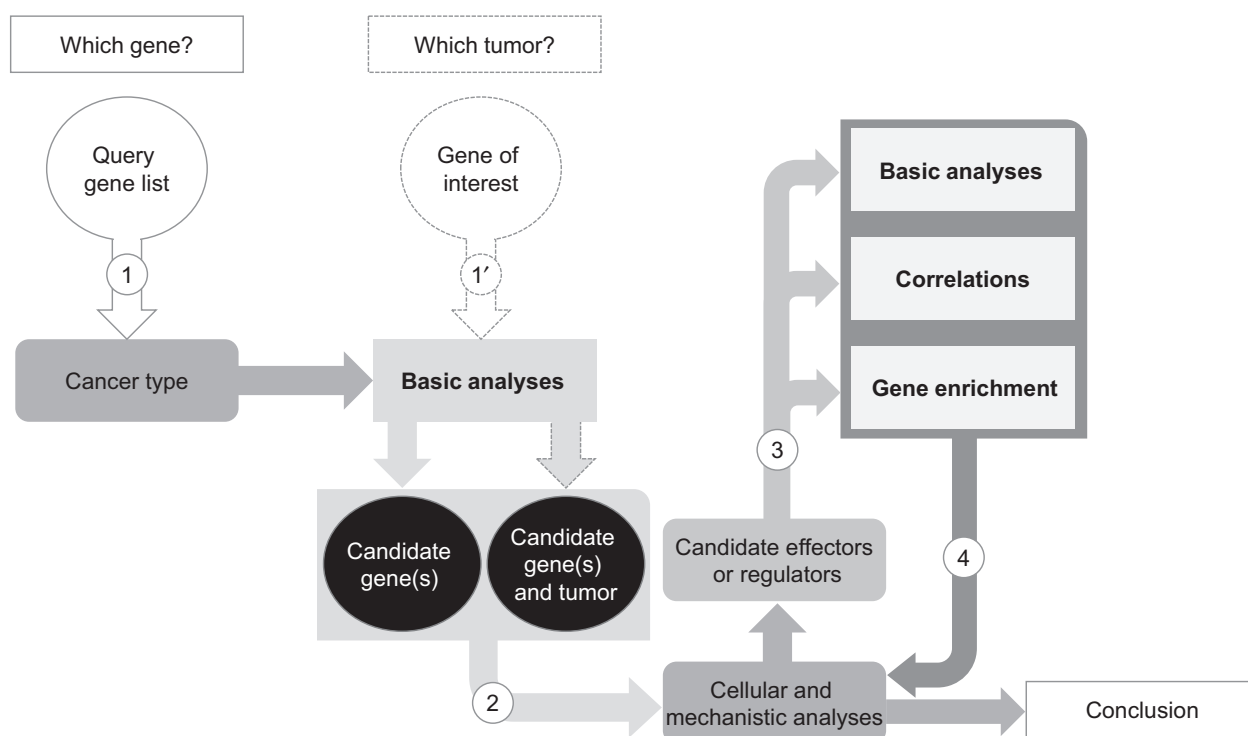 Which gene?
Which tumor?
Query
gene list
Gene of
interest
1
1′
Cancer type
Basic analyses
Candidate
gene(s)
Candidate
gene(s)
and tumor
2
Cellular and
mechanistic analyses
Candidate effectors
or regulators
3
Basic analyses
Correlations
Gene enrichment
4
Conclusion